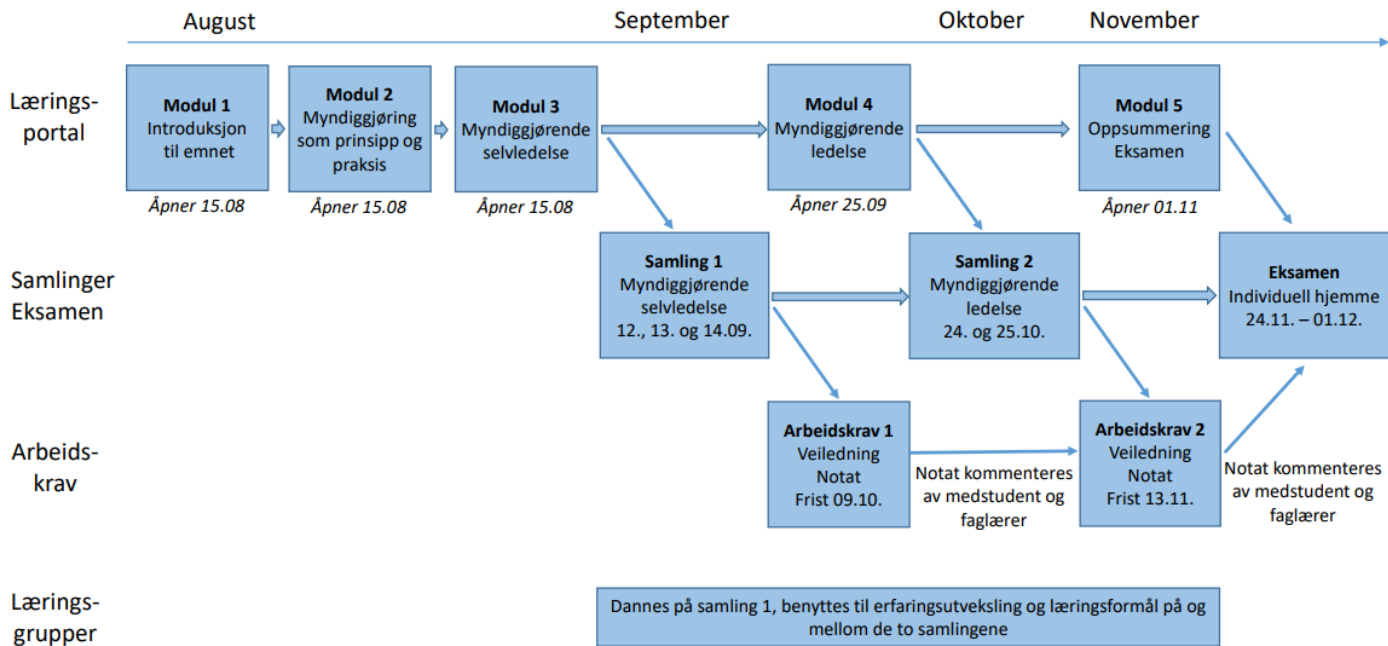 August
September
Oktober
November
Lærings-
portal
Modul 1
Introduksjon
til emnet
Åpner 15.08
Modul 2
Myndiggjøring
som prinsipp og
praksis
Åpner 15.08
Modul 3
Myndiggjørende
selvledelse
Åpner 15.08
Modul 4
Myndiggjørende
ledelse
Åpner 25.09
Modul 5
Oppsummering
Eksamen
Åpner 01.11
Samlinger
Eksamen
Samling 1
Myndiggjørende
selvledelse
12., 13. og 14.09.
Samling 2
Myndiggjørende
ledelse
24. og 25.10.
Eksamen
Individuell hjemme
24.11. – 01.12.
Arbeids-
krav
Arbeidskrav 1
Veiledning
Notat
Frist 09.10.
Notat kommenteres
av medstudent og
faglærer
Arbeidskrav 2
Veiledning
Notat
Frist 13.11.
Notat kommenteres
av medstudent og
faglærer
Lærings-
grupper
Dannes på samling 1, benyttes til erfaringsutveksling og læringsformål på og
mellom de to samlingene